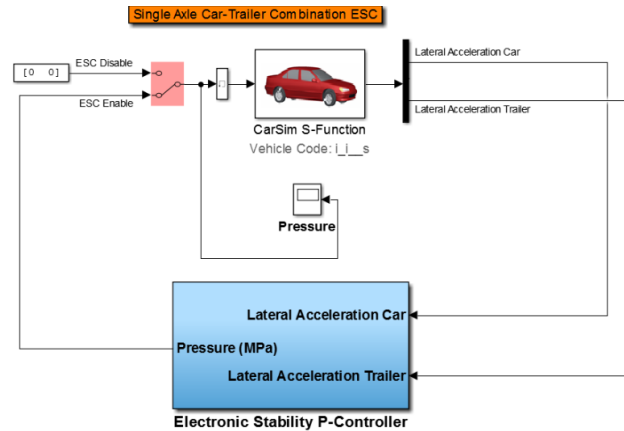 Single Axle Car-Trailer Combination ESC
[0 0]
ESC Disable
ESC Enable
Lateral Acceleration Car
Lateral Acceleration Trailer
CarSim S-Function
Vehicle Code: i_i__s
Pressure
Lateral Acceleration Car
Pressure (MPa)
Lateral Acceleration Trailer
Electronic Stability P-Controller